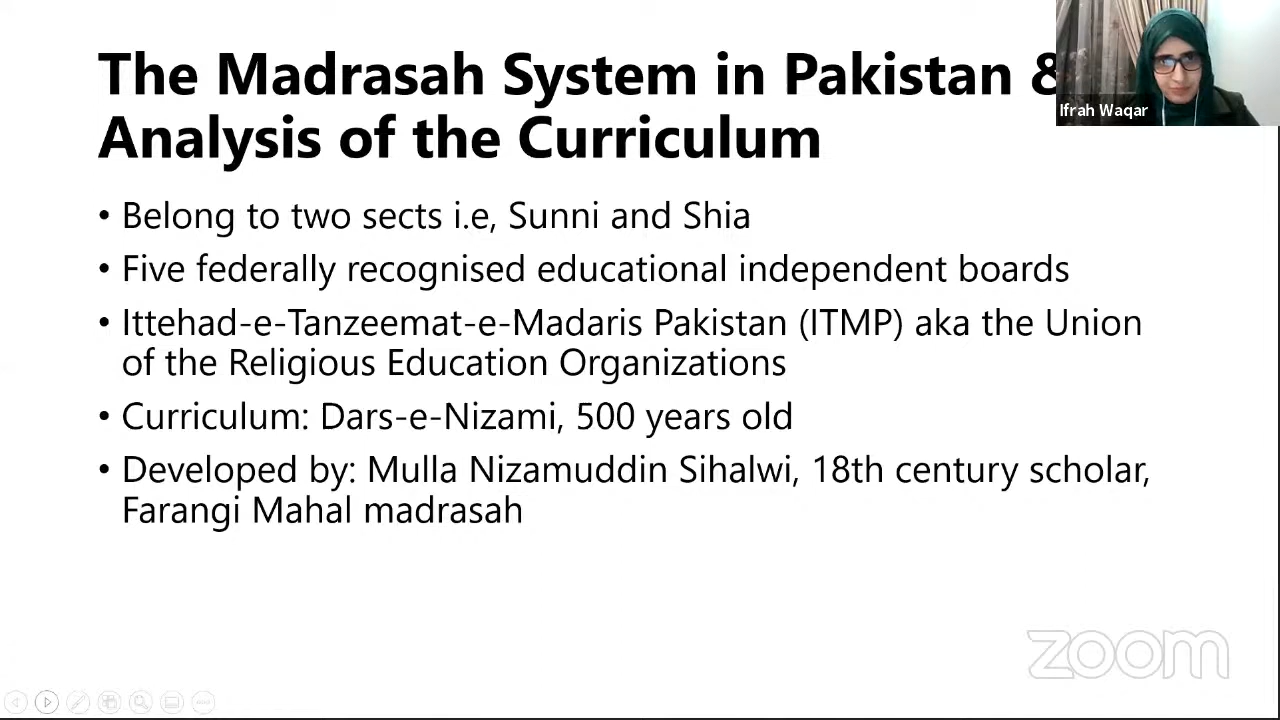 The Madrasah System in Pakistan &
Analysis of the Curriculum
Ifrah Waqar
• Belong to two sects i.e, Sunni and Shia
• Five federally recognised educational independent boards
• Ittehad-e-Tanzeemat-e-Madaris Pakistan (ITMP) aka the Union
of the Religious Education Organizations
• Curriculum: Dars-e-Nizami, 500 years old
• Developed by: Mulla Nizamuddin Sihalwi, 18th century scholar,
Farangi Mahal madrasah
zoom